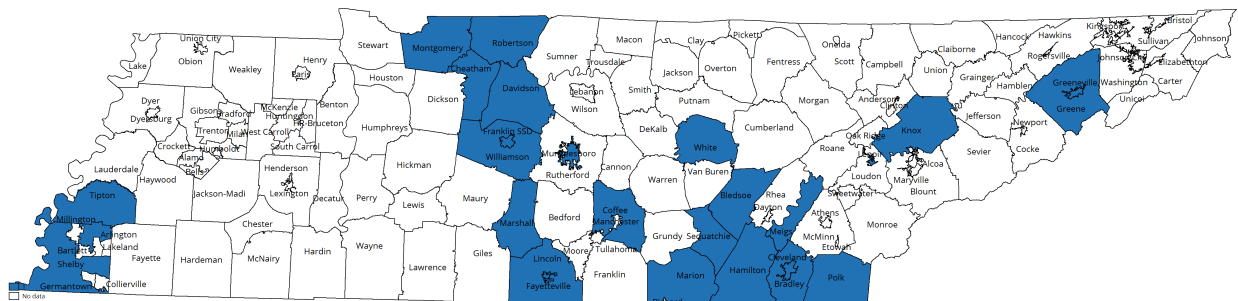 Kingsport
Bristol
Hancock
Hawkins
Sullivan
Johnson
Pickett
Clay
Macon
Union City
Stewart
Montgomery
Robertson
Sumner
Oneida
Scott
Claiborne
Rogersville
Johnson City
Elizabethton
Lake
Obion
Weakley
Henry
Paris
Houston
Cheatham
Trousdale
Jackson
Overton
Fentress
Campbell
Union
Grainger
Hamblen
Greeneville
Washington
Carter
Unicoi
Dyer
Dyersburg
Gibson
Bradford
McKenzie
Huntingdon
Benton
Dickson
Davidson
Lebanon
Wilson
Smith
Putnam
Morgan
Anderson
Clinton
Greene
Jefferson
Newport
Trenton
Milan
West Carroll
HR-Bruceton
Humphreys
Franklin SSD
DeKalb
Cumberland
Oak Ridge
Knox
Crockett
Humboldt
South Carrol
Alamo
Bells
Williamson
Murfreesboro
White
Roane
Lenoir
Alcoa
Sevier
Cocke
Lauderdale
Haywood
Henderson
Lexington
Hickman
Rutherford
Cannon
Warren
Van Buren
Loudon
Maryville
Blount
Tipton
Jackson-Madi
Decatur
Perry
Lewis
Maury
Bledsoe
Rhea
Dayton
Sweetwater
Millington
Arlington
Chester
Marshall
Bedford
Coffee
Manchester
Athens
Monroe
Bartlett
Lakeland
Shelby
Fayette
Hardeman
McNairy
Hardin
Wayne
Lawrence
Giles
Lincoln
Moore
Tullahoma
Grundy
Sequatchie
Meigs
McMinn
Etowah
Germantown
Collierville
Fayetteville
Franklin
Marion
Hamilton
Cleveland
Bradley
Polk
No data